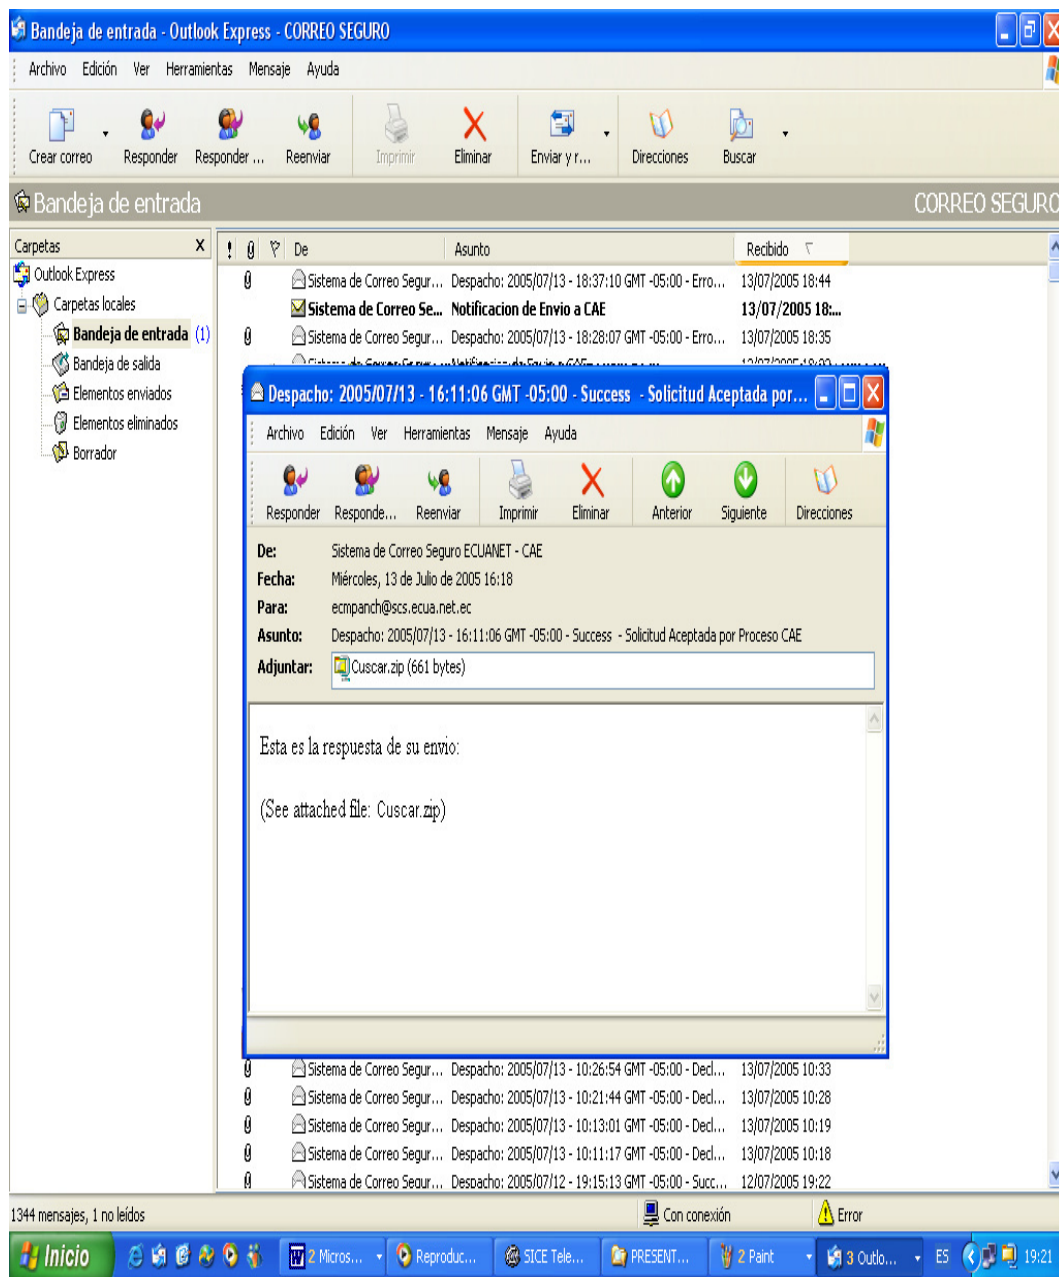 Bandeja de entrada - Outlook Express - CORREO SEGURO
Archivo Edición Ver Herramientas Mensaje Ayuda
Crear correo Responder Responder ... Reenviar Imprimir Eliminar Enviar y r... Direcciones Buscar
Bandeja de entrada CORREO SEGURO
Carpetas X
Outlook Express
Carpetas locales
Bandeja de entrada (1)
Bandeja de salida
Elementos enviados
Elementos eliminados
Borrador
! De Asunto Recibido
Sistema de Correo Segur... Despacho: 2005/07/13 - 18:37:10 GMT -05:00 - Erro... 13/07/2005 18:44
Sistema de Correo Se... Notificacion de Envio a CAE 13/07/2005 18:...
Sistema de Correo Segur... Despacho: 2005/07/13 - 18:28:07 GMT -05:00 - Erro... 13/07/2005 18:35
Despacho: 2005/07/13 - 16:11:06 GMT -05:00 - Success - Solicitud Aceptada por...
Archivo Edición Ver Herramientas Mensaje Ayuda
Responder Responde... Reenviar Imprimir Eliminar Anterior Siguiente Direcciones
De: Sistema de Correo Seguro ECUANET - CAE
Fecha: Miércoles, 13 de Julio de 2005 16:18
Para: ecmpanch@scs.ecua.net.ec
Asunto: Despacho: 2005/07/13 - 16:11:06 GMT -05:00 - Success - Solicitud Aceptada por Proceso CAE
Adjuntar: Cuscar.zip (661 bytes)
Esta es la respuesta de su envio:
(See attached file: Cuscar.zip)
Sistema de Correo Segur... Despacho: 2005/07/13 - 10:26:54 GMT -05:00 - Decl... 13/07/2005 10:33
Sistema de Correo Segur... Despacho: 2005/07/13 - 10:21:44 GMT -05:00 - Decl... 13/07/2005 10:28
Sistema de Correo Segur... Despacho: 2005/07/13 - 10:13:01 GMT -05:00 - Decl... 13/07/2005 10:19
Sistema de Correo Segur... Despacho: 2005/07/13 - 10:11:17 GMT -05:00 - Decl... 13/07/2005 10:18
Sistema de Correo Segur... Despacho: 2005/07/12 - 19:15:13 GMT -05:00 - Succ... 12/07/2005 19:22
1344 mensajes, 1 no leídos Con conexión Error
Inicio 2 Micros... Reproduc... SICE Tele... PRESENT... 2 Paint 3 Outlo... ES 19:21